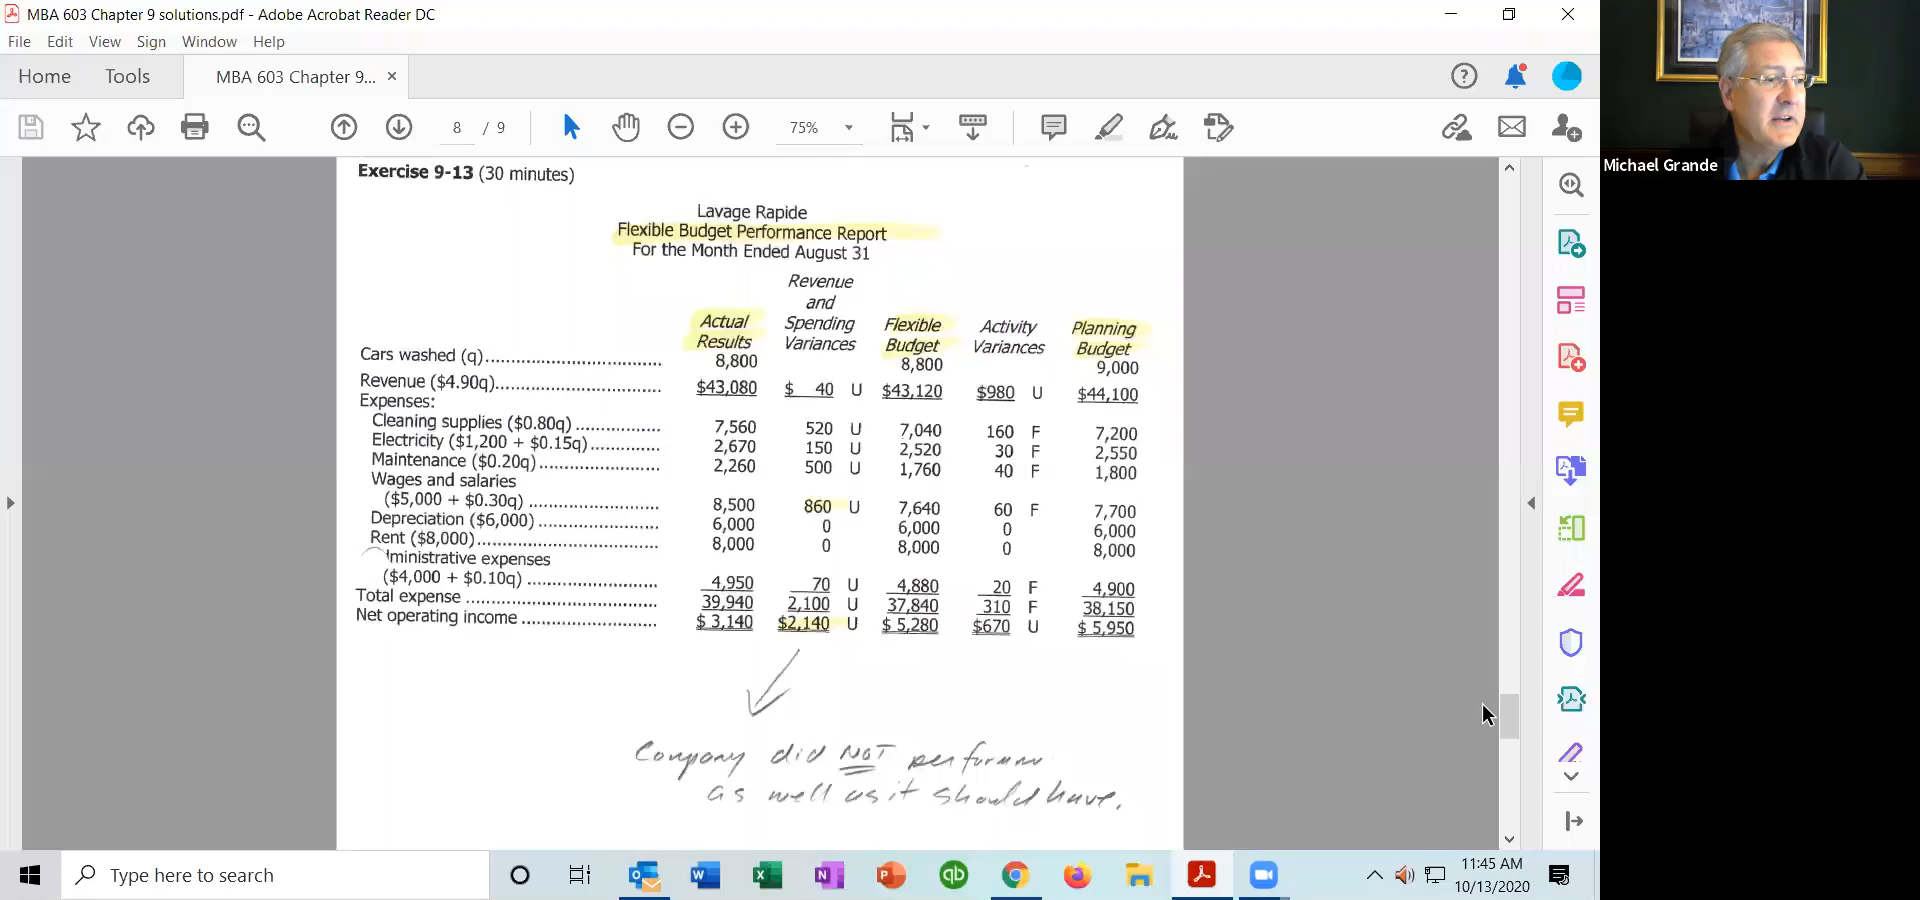 MBA 603 Chapter 9 solutions.pdf - Adobe Acrobat Reader DC
File Edit View Sign Window Help
Home Tools MBA 603 Chapter 9... ×
8 / 9 75%
Michael Grande
Exercise 9-13 (30 minutes)
Lavage Rapide
Flexible Budget Performance Report
For the Month Ended August 31
Revenue
and
Actual Spending Flexible Activity Planning
Results Variances Budget Variances Budget
Cars washed (q) 8,800 8,800 9,000
Revenue ($4.90q) $43,080 $ 40 U $43,120 $980 U $44,100
Expenses:
Cleaning supplies ($0.80q) 7,560 520 U 7,040 160 F 7,200
Electricity ($1,200 + $0.15q) 2,670 150 U 2,520 30 F 2,550
Maintenance ($0.20q) 2,260 500 U 1,760 40 F 1,800
Wages and salaries
($5,000 + $0.30q) 8,500 860 U 7,640 60 F 7,700
Depreciation ($6,000) 6,000 0 6,000 0 6,000
Rent ($8,000) 8,000 0 8,000 0 8,000
ministrative expenses
($4,000 + $0.10q) 4,950 70 U 4,880 20 F 4,900
Total expense 39,940 2,100 U 37,840 310 F 38,150
Net operating income $ 3,140 $2,140 U $ 5,280 $670 U $ 5,950
Company did NOT
as well as it should have.
Type here to search
11:45 AM
10/13/2020